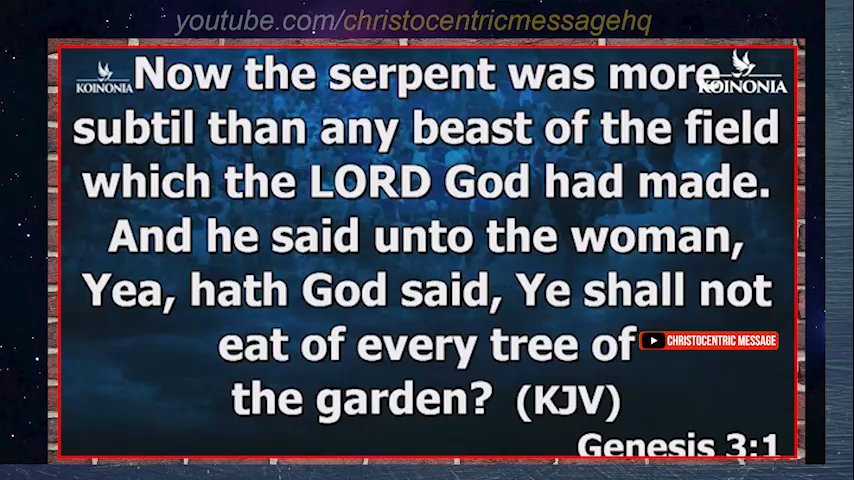 youtube.com/christocentricmessagehq
KOINONIA
Now the serpent was more
KOINONIA
subtil than any beast of the field
which the LORD God had made.
And he said unto the woman,
Yea, hath God said, Ye shall not
eat of every tree of
CHRISTOCENTRIC MESSAGE
the garden? (KJV)
Genesis 3:1